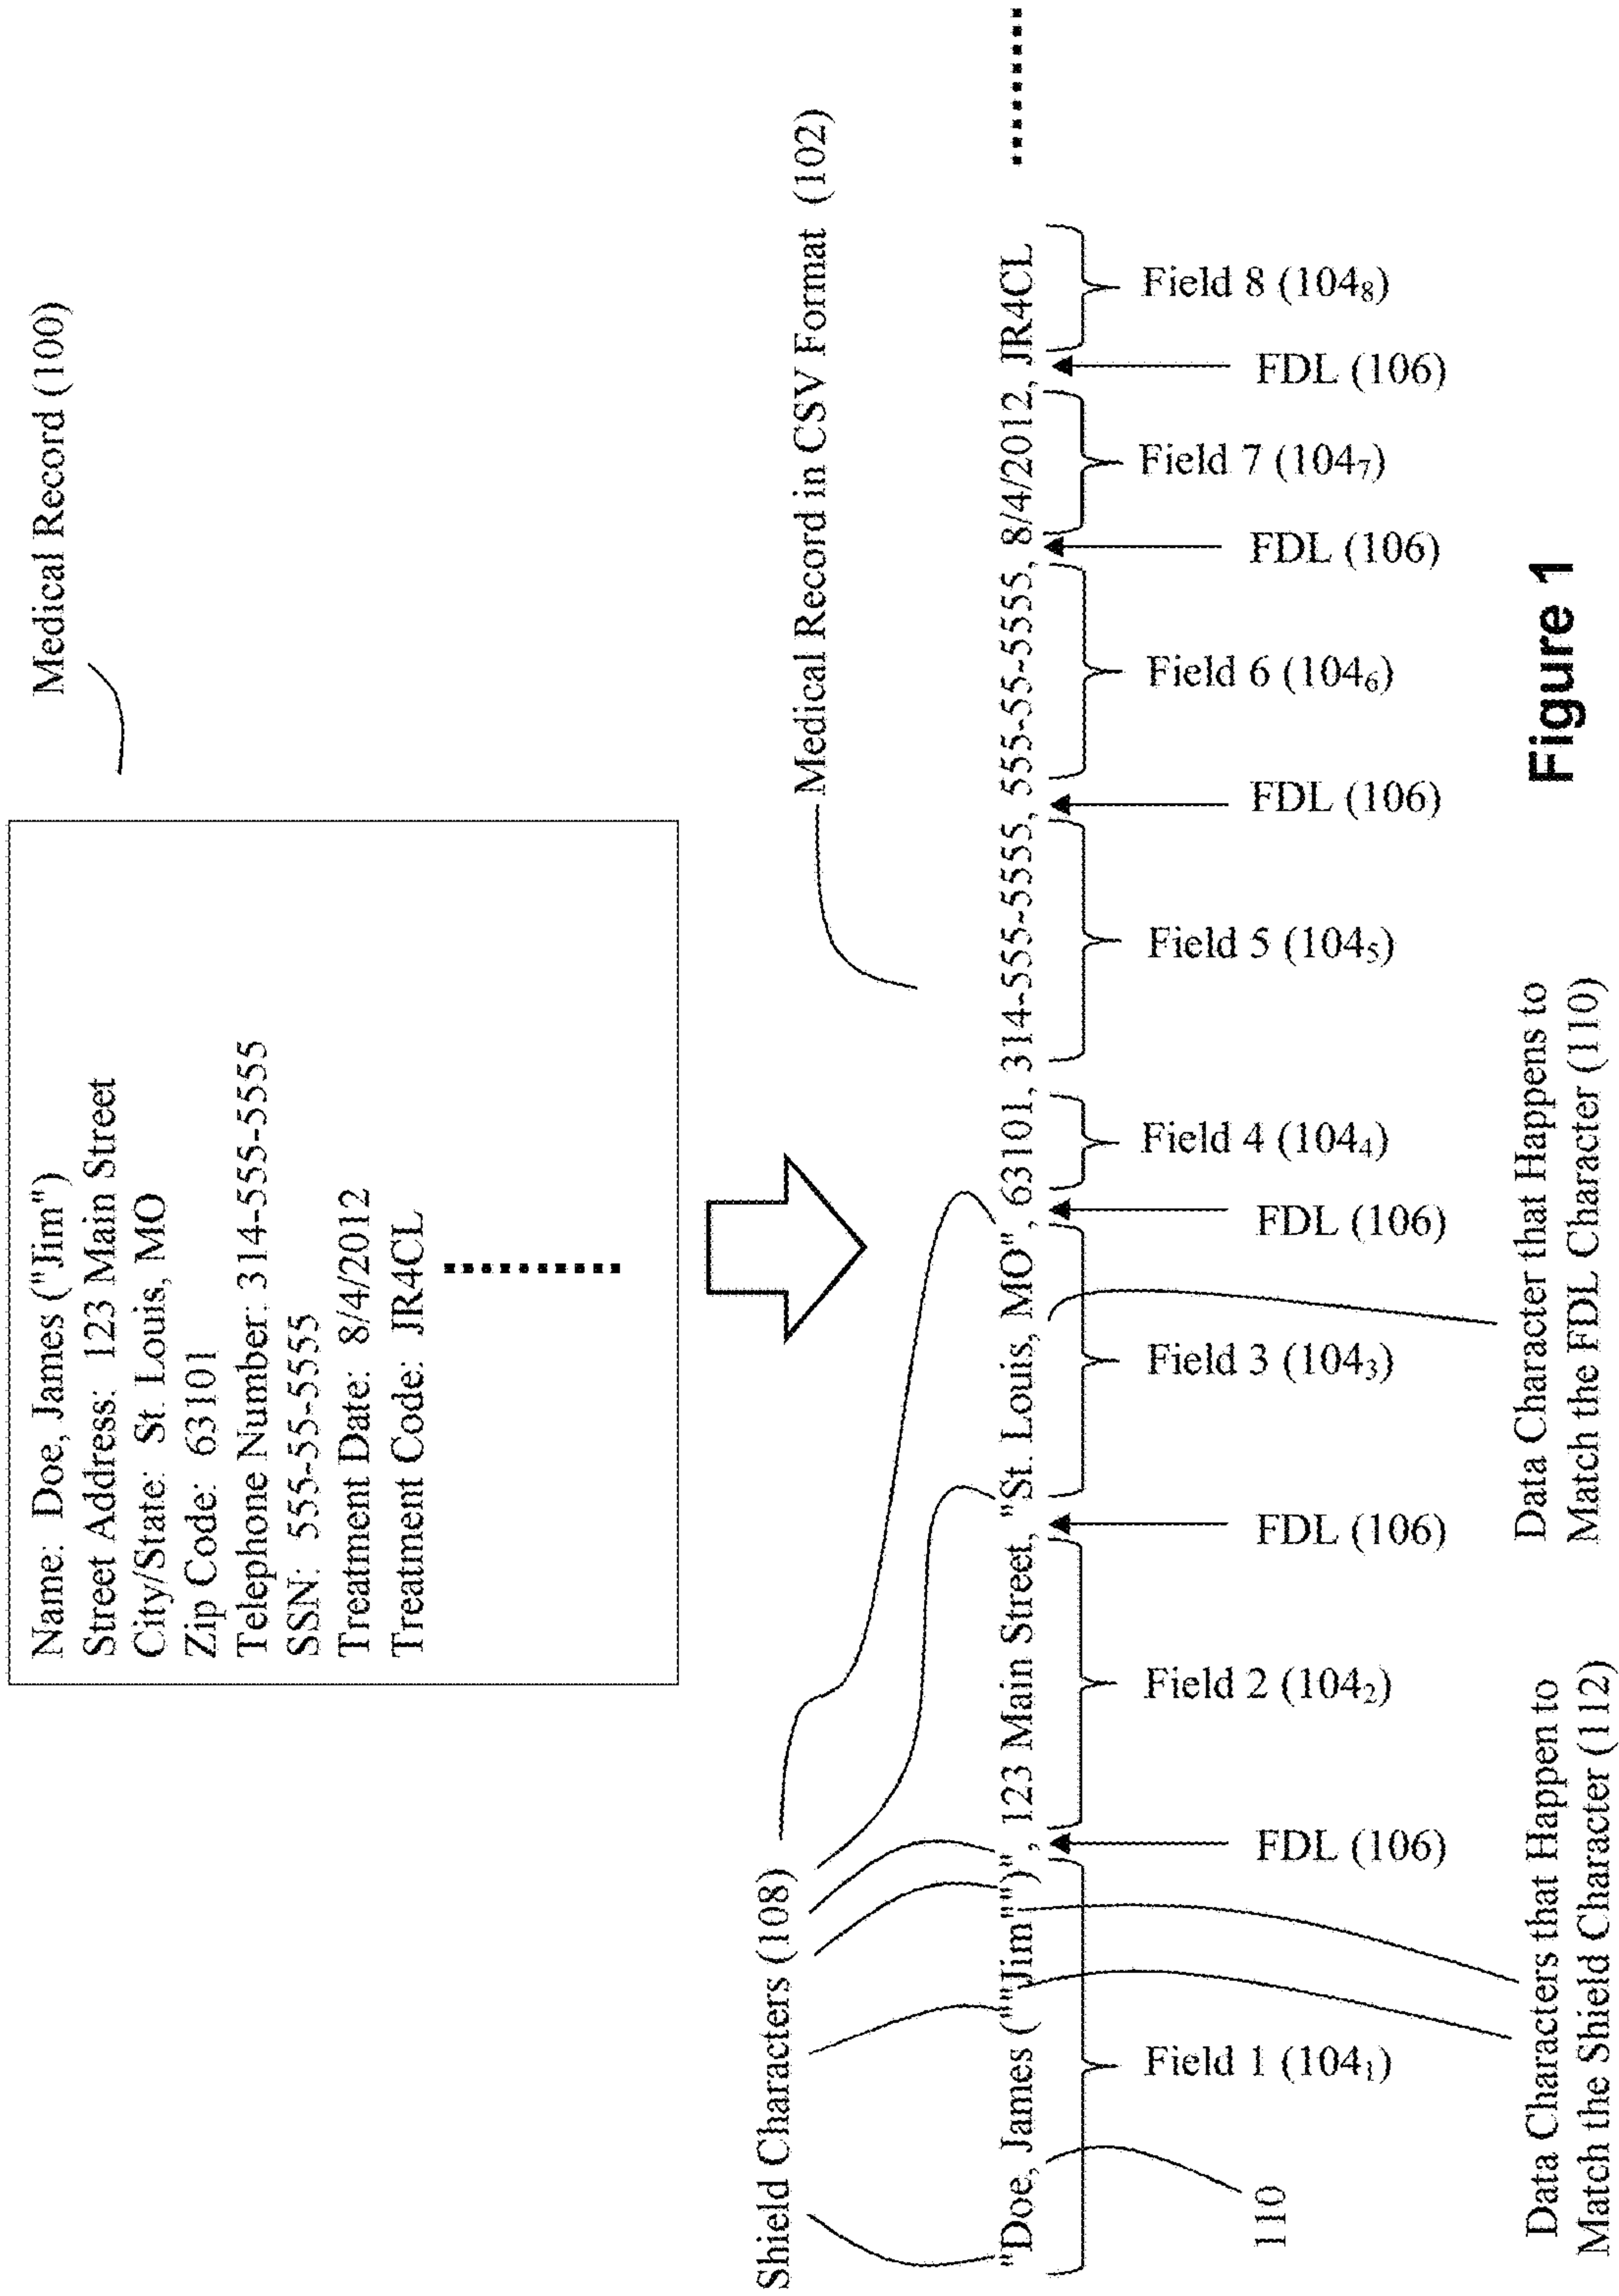 Medical Record (100)
Name: Doe, James ("Jim")
Street Address: 123 Main Street
City/State: St. Louis, MO
Zip Code: 63101
Telephone Number: 314-555-5555
SSN: 555-55-5555
Treatment Date: 8/4/2012
Treatment Code: JR4CL
Shield Characters (108)
Medical Record in CSV Format (102)
"Doe, James (""Jim"")", 123 Main Street, "St. Louis, MO", 63101, 314-555-5555, 555-55-5555, 8/4/2012, JR4CL
Field 1 (104₁)
Field 2 (104₂)
Field 3 (104₃)
Field 4 (104₄)
Field 5 (104₅)
Field 6 (104₆)
Field 7 (104₇)
Field 8 (104₈)
110
FDL (106)
FDL (106)
FDL (106)
FDL (106)
FDL (106)
FDL (106)
Data Characters that Happen to
Match the Shield Character (112)
Data Character that Happens to
Match the FDL Character (110)
Figure 1